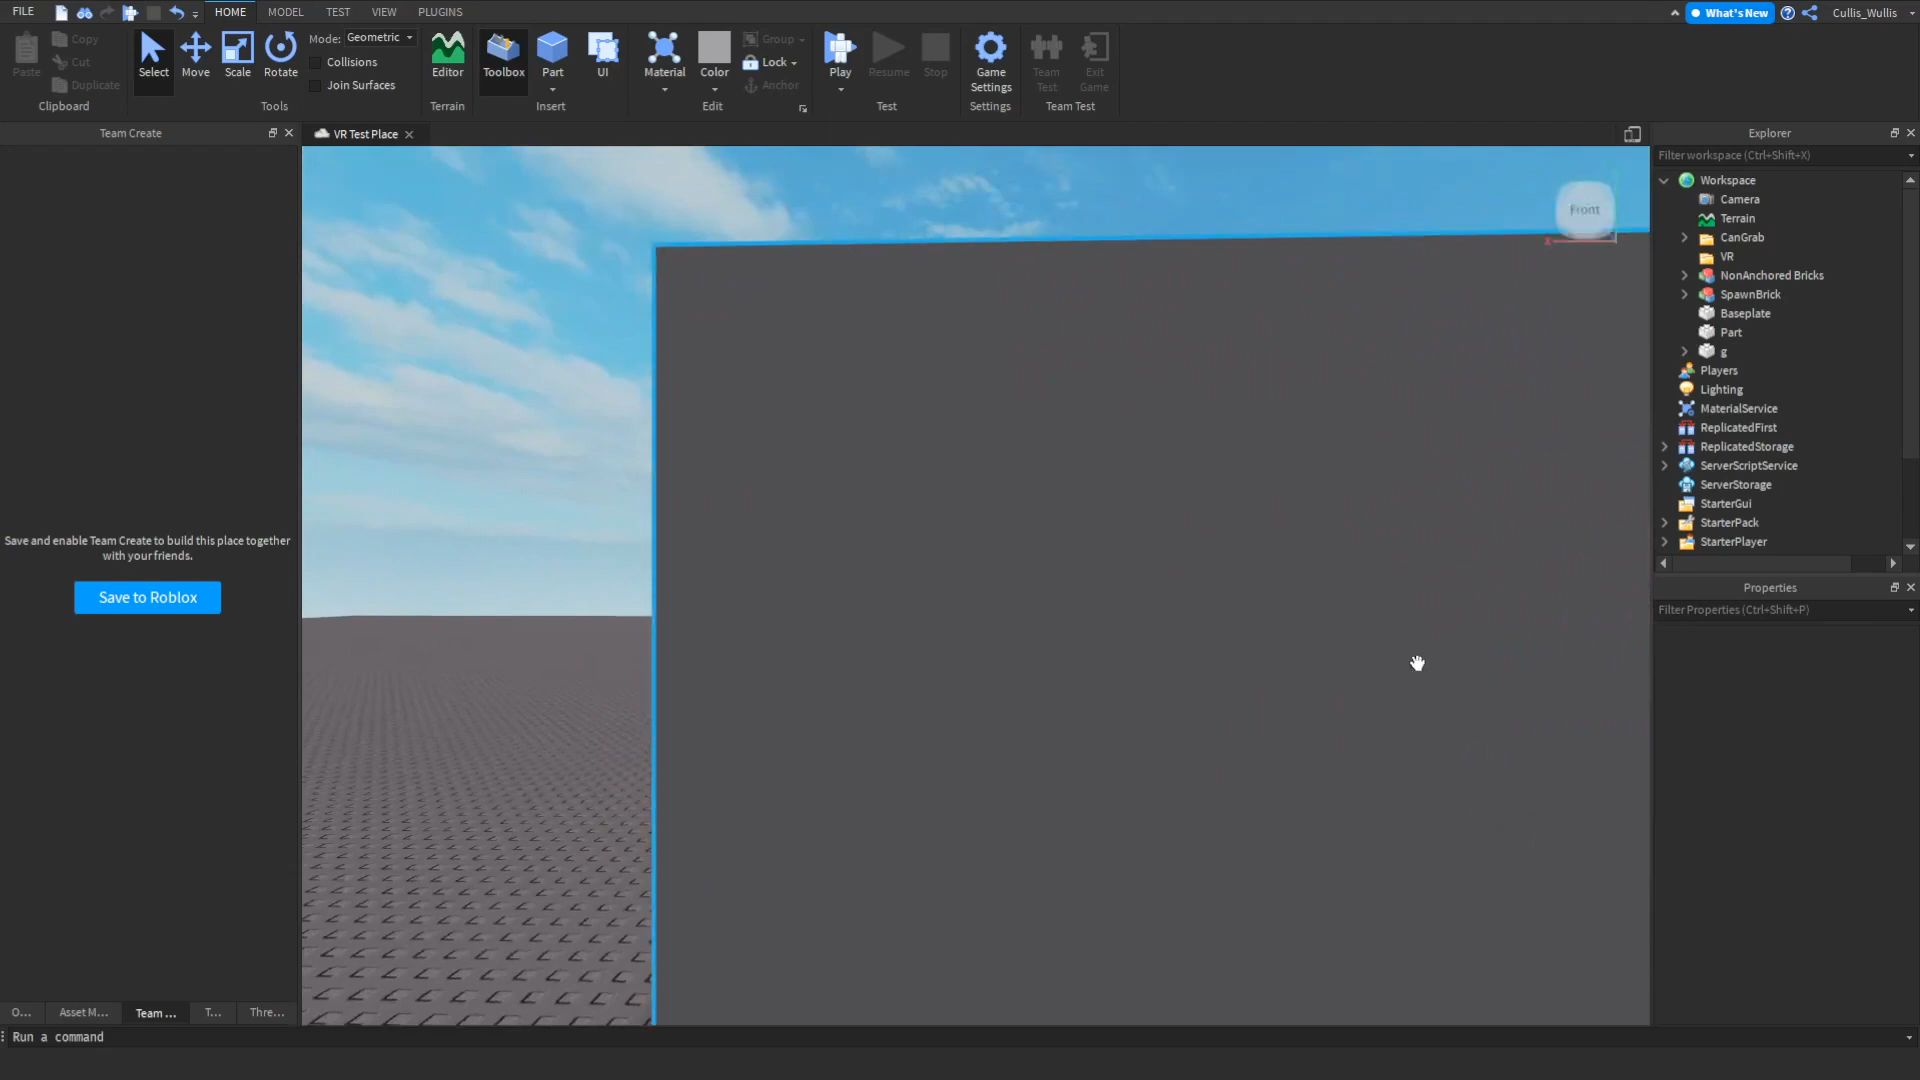 FILE
HOME
MODEL
TEST
VIEW
PLUGINS
What's New
Cullis_Wullis
Paste
Copy
Cut
Duplicate
Clipboard
Select
Move
Scale
Rotate
Mode: Geometric
Collisions
Join Surfaces
Tools
Editor
Terrain
Toolbox
Part
UI
Insert
Material
Color
Group
Lock
Anchor
Edit
Play
Resume
Stop
Test
Game
Settings
Settings
Team
Test
Exit
Game
Team Test
Team Create
VR Test Place
Explorer
Filter workspace (Ctrl+Shift+X)
Workspace
Camera
Terrain
CanGrab
VR
NonAnchored Bricks
SpawnBrick
Baseplate
Part
g
Players
Lighting
MaterialService
ReplicatedFirst
ReplicatedStorage
ServerScriptService
ServerStorage
StarterGui
StarterPack
StarterPlayer
Properties
Filter Properties (Ctrl+Shift+P)
Front
X
Save and enable Team Create to build this place together
with your friends.
Save to Roblox
O...
Asset M...
Team ...
T...
Thre...
Run a command